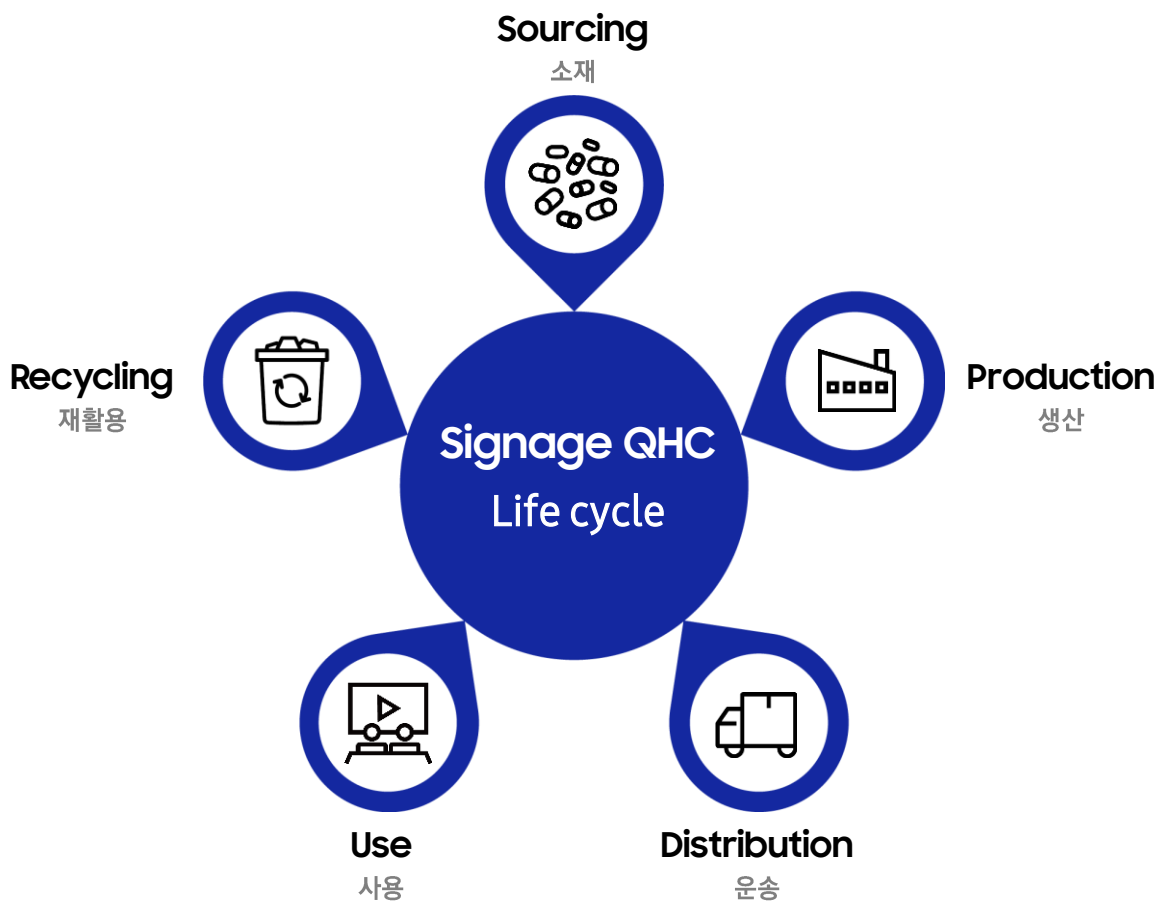 Sourcing
소재
Recycling
재활용
Production
생산
Signage QHC
Life cycle
Use
사용
Distribution
운송